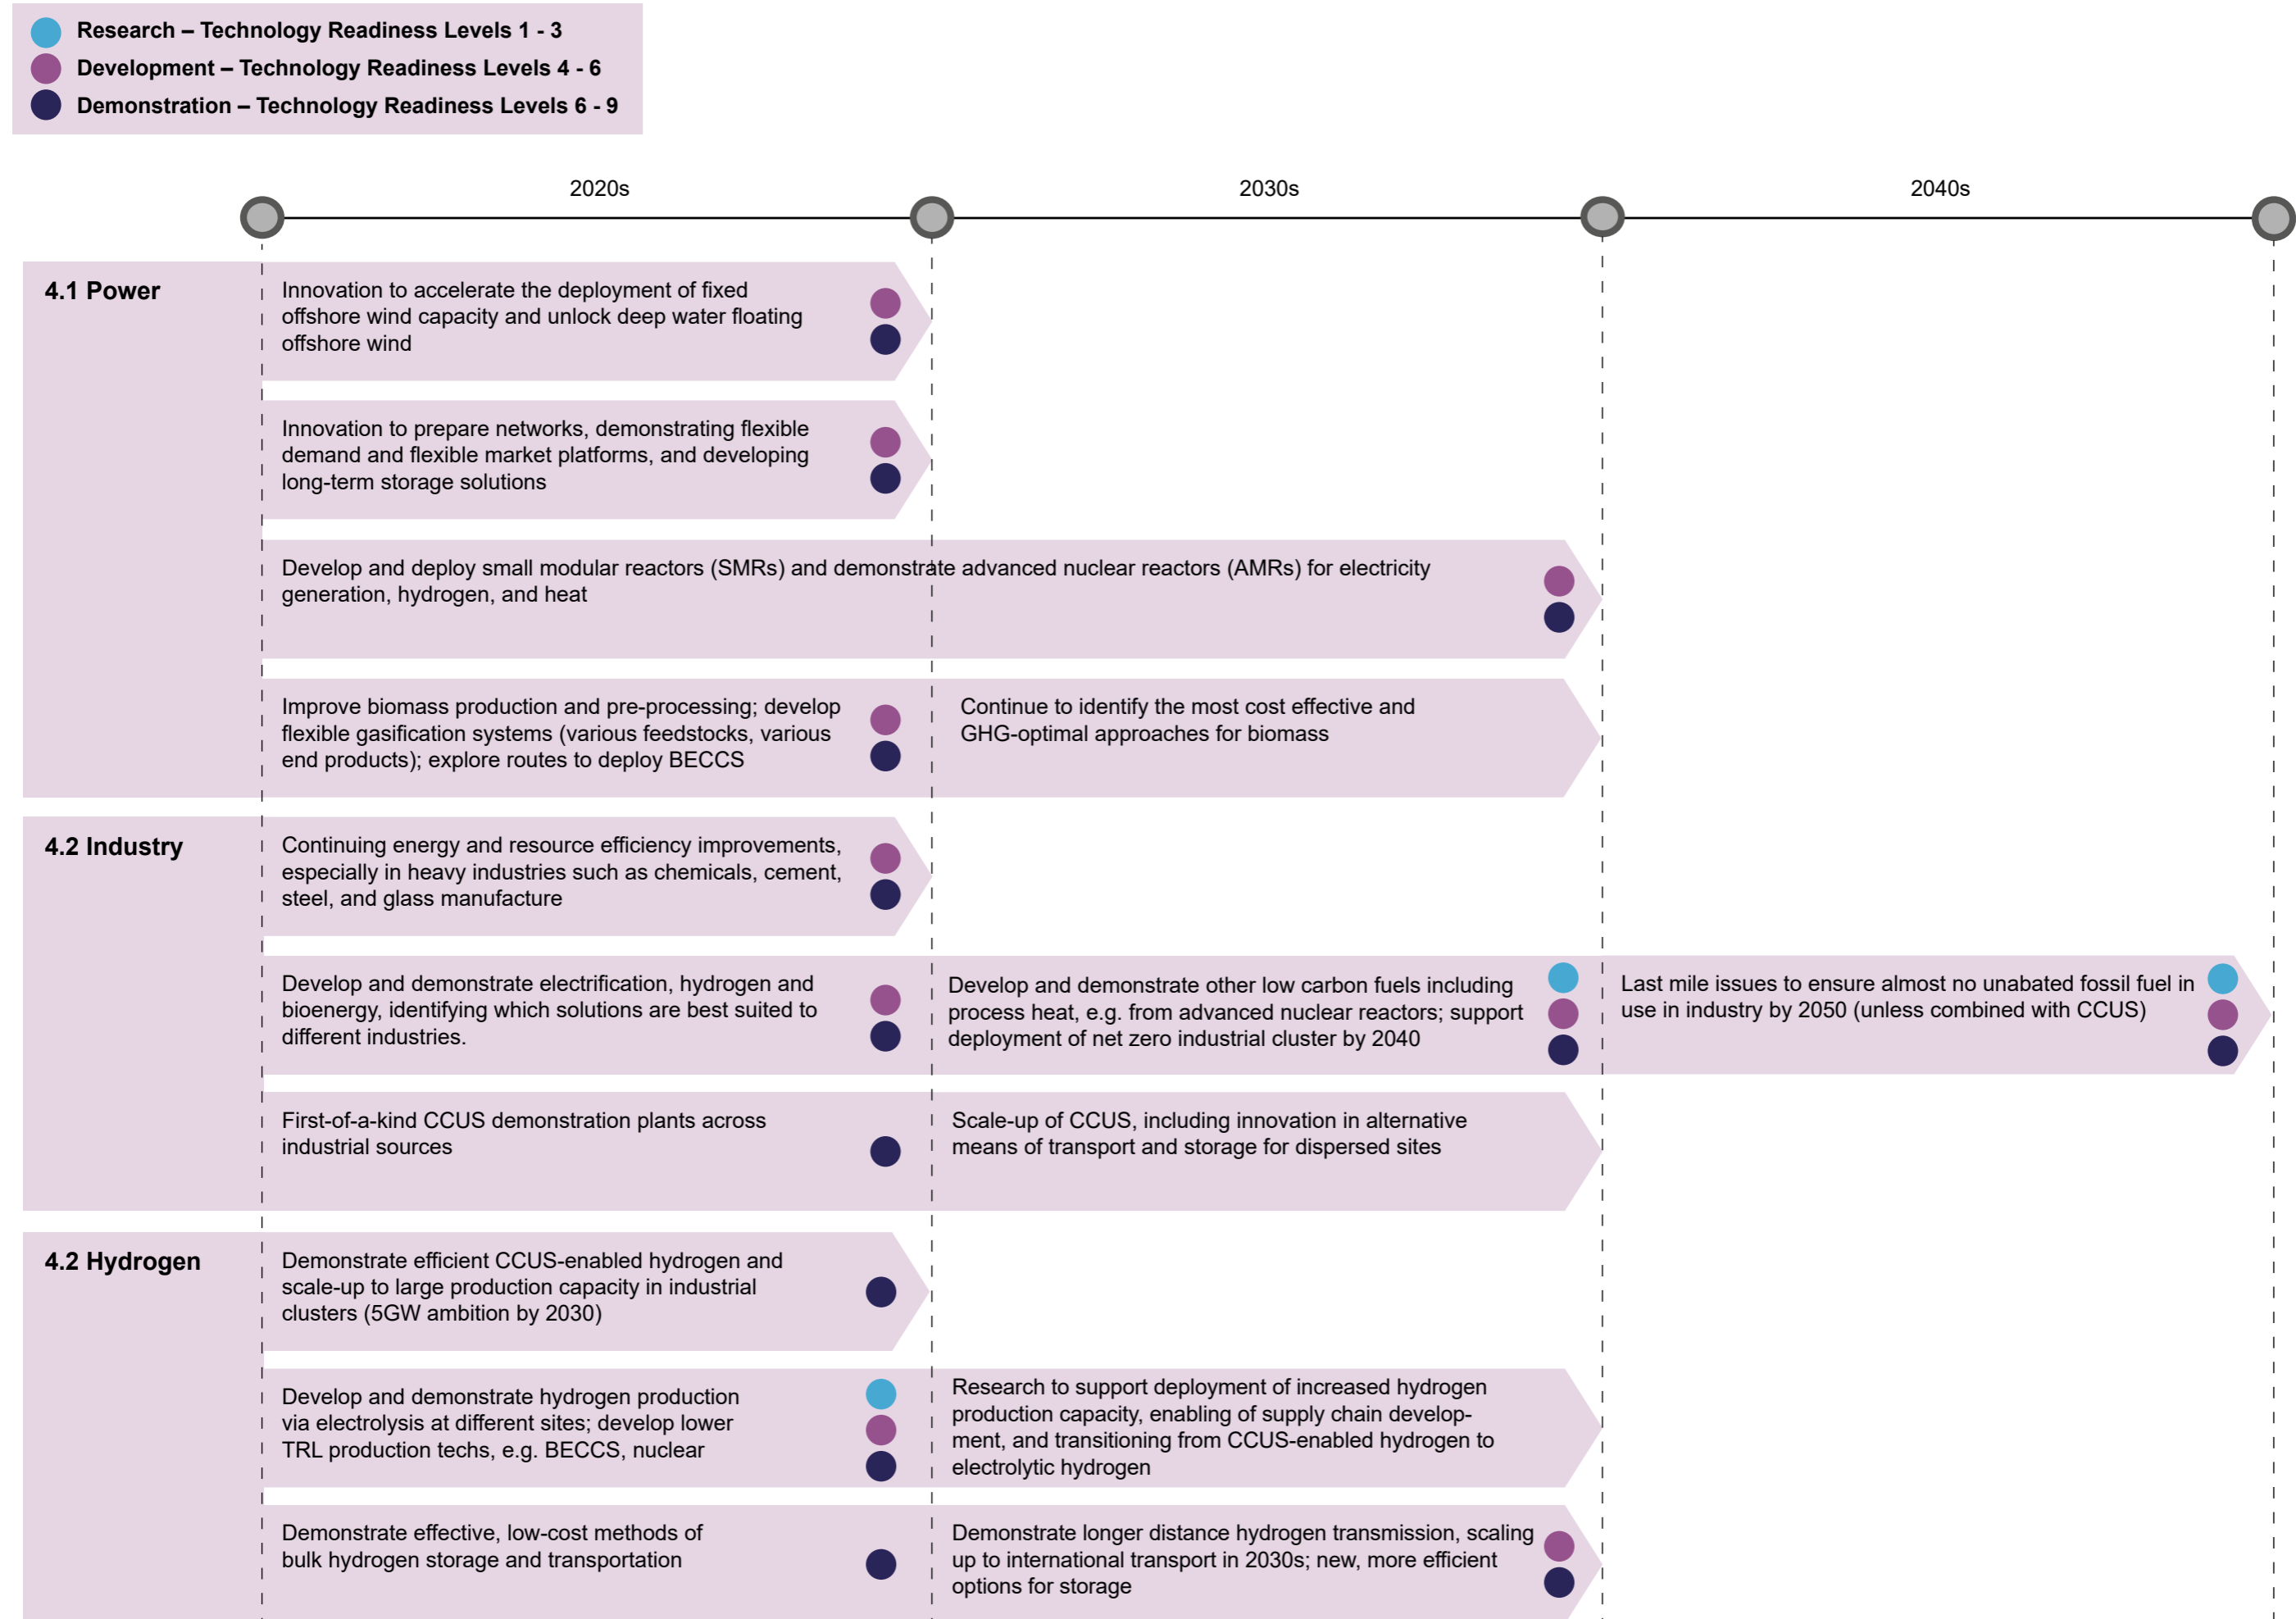 Research – Technology Readiness Levels 1 - 3
Development – Technology Readiness Levels 4 - 6
Demonstration – Technology Readiness Levels 6 - 9
2020s
2030s
2040s
4.1 Power
Innovation to accelerate the deployment of fixed
offshore wind capacity and unlock deep water floating
offshore wind
Innovation to prepare networks, demonstrating flexible
demand and flexible market platforms, and developing
long-term storage solutions
Develop and deploy small modular reactors (SMRs) and demonstrate advanced nuclear reactors (AMRs) for electricity
generation, hydrogen, and heat
Improve biomass production and pre-processing; develop
flexible gasification systems (various feedstocks, various
end products); explore routes to deploy BECCS
Continue to identify the most cost effective and
GHG-optimal approaches for biomass
4.2 Industry
Continuing energy and resource efficiency improvements,
especially in heavy industries such as chemicals, cement,
steel, and glass manufacture
Develop and demonstrate electrification, hydrogen and
bioenergy, identifying which solutions are best suited to
different industries.
Develop and demonstrate other low carbon fuels including
process heat, e.g. from advanced nuclear reactors; support
deployment of net zero industrial cluster by 2040
Last mile issues to ensure almost no unabated fossil fuel in
use in industry by 2050 (unless combined with CCUS)
First-of-a-kind CCUS demonstration plants across
industrial sources
Scale-up of CCUS, including innovation in alternative
means of transport and storage for dispersed sites
4.2 Hydrogen
Demonstrate efficient CCUS-enabled hydrogen and
scale-up to large production capacity in industrial
clusters (5GW ambition by 2030)
Develop and demonstrate hydrogen production
via electrolysis at different sites; develop lower
TRL production techs, e.g. BECCS, nuclear
Research to support deployment of increased hydrogen
production capacity, enabling of supply chain develop-
ment, and transitioning from CCUS-enabled hydrogen to
electrolytic hydrogen
Demonstrate effective, low-cost methods of
bulk hydrogen storage and transportation
Demonstrate longer distance hydrogen transmission, scaling
up to international transport in 2030s; new, more efficient
options for storage